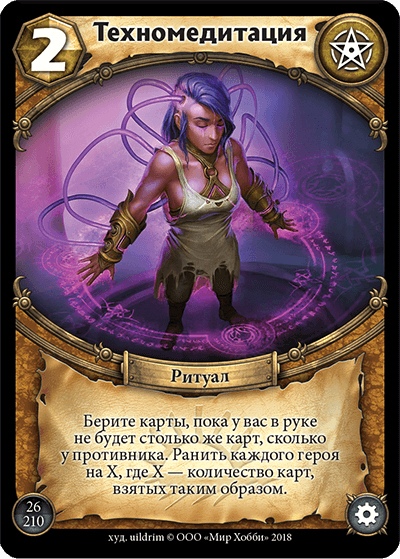 2
Техномедитация
Ритуал
Берите карты, пока у вас в руке
не будет столько же карт, сколько
у противника. Ранить каждого героя
на X, где X — количество карт,
взятых таким образом.
26
210
худ. uildrim © ООО «Мир Хобби» 2018